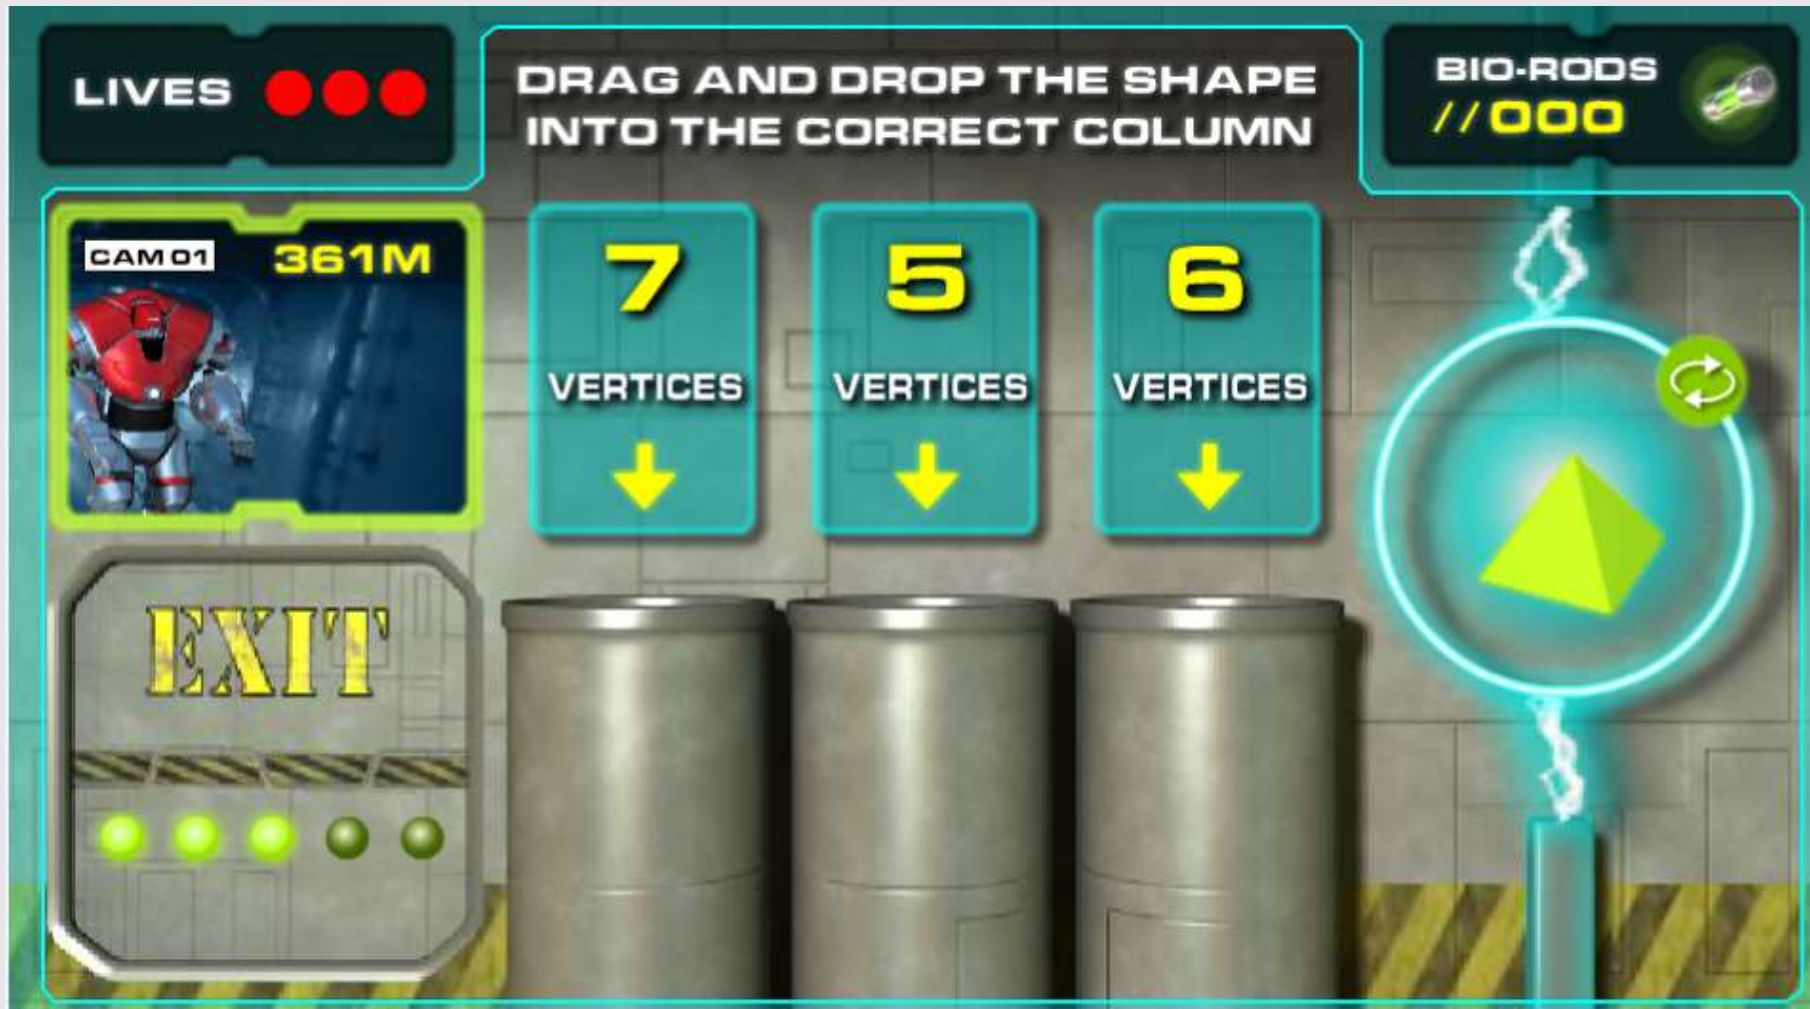 LIVES
DRAG AND DROP THE SHAPE
INTO THE CORRECT COLUMN
BIO-RODS
//000
CAM 01
361M
7
VERTICES
5
VERTICES
6
VERTICES
EXIT